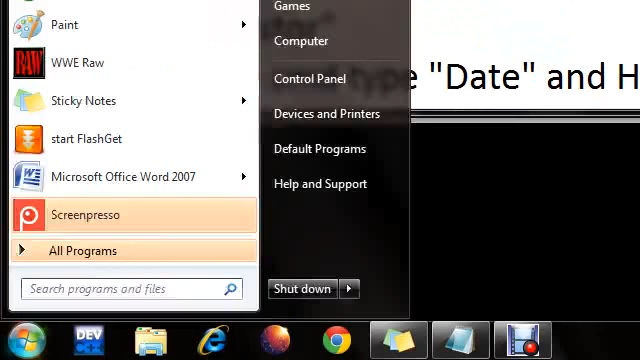 Paint
WWE Raw
Sticky Notes
start FlashGet
Microsoft Office Word 2007
Screenpresso
All Programs
Search programs and files
Games
Computer
Control Panel
Devices and Printers
Default Programs
Help and Support
Shut down
type "Date" and H
RAW
DEV